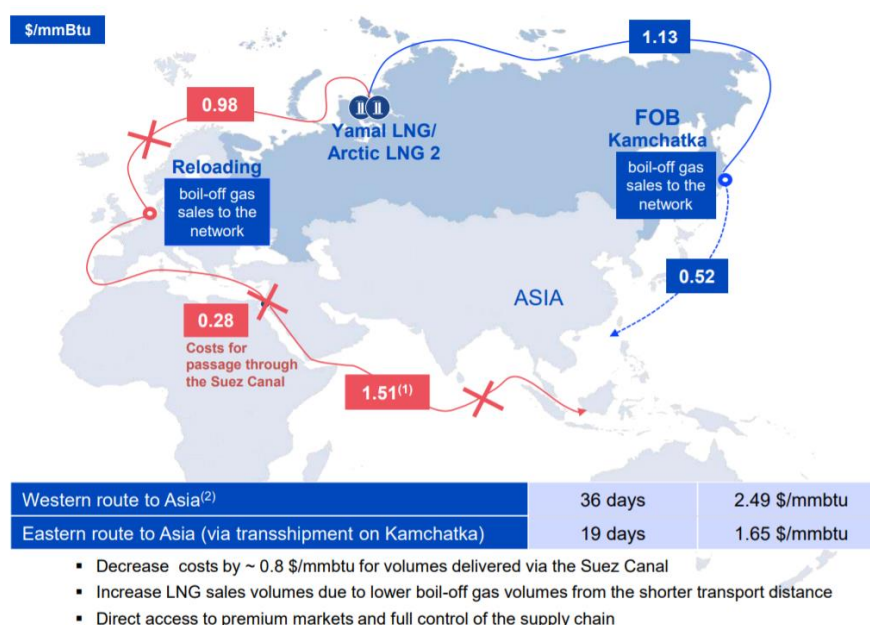 $/mmBtu
1.13
0.98
Yamal LNG/
Arctic LNG 2
FOB
Kamchatka
boil-off gas
sales to the
network
Reloading
boil-off gas
sales to the
network
0.52
ASIA
0.28
Costs for
passage through
the Suez Canal
1.51(1)
Western route to Asia(2) 36 days 2.49 $/mmbtu
Eastern route to Asia (via transshipment on Kamchatka) 19 days 1.65 $/mmbtu
▪ Decrease costs by ~ 0.8 $/mmbtu for volumes delivered via the Suez Canal
▪ Increase LNG sales volumes due to lower boil-off gas volumes from the shorter transport distance
▪ Direct access to premium markets and full control of the supply chain